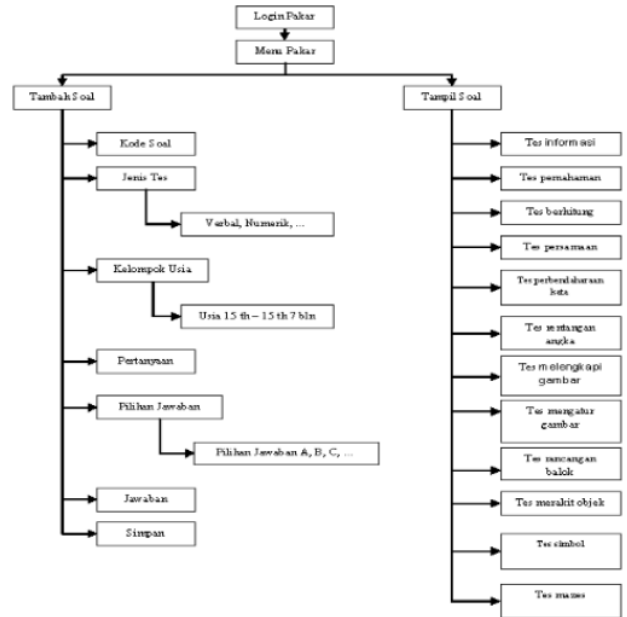 Login Pakar
Menu Pakar
Tambah Soal
Tampil Soal
Kode Soal
Jenis Tes
Verbal, Numerik, ...
Kelompok Usia
Usia 15 th – 15 th 7 bln
Pertanyaan
Pilihan Jawaban
Pilihan Jawaban A, B, C, ...
Jawaban
Simpan
Tes informasi
Tes pemahaman
Tes berhitung
Tes persamaan
Tes perbendaharaan
kata
Tes rentangan
angka
Tes melengkapi
gambar
Tes mengatur
gambar
Tes rancangan
balok
Tes merakit objek
Tes simbol
Tes mazes